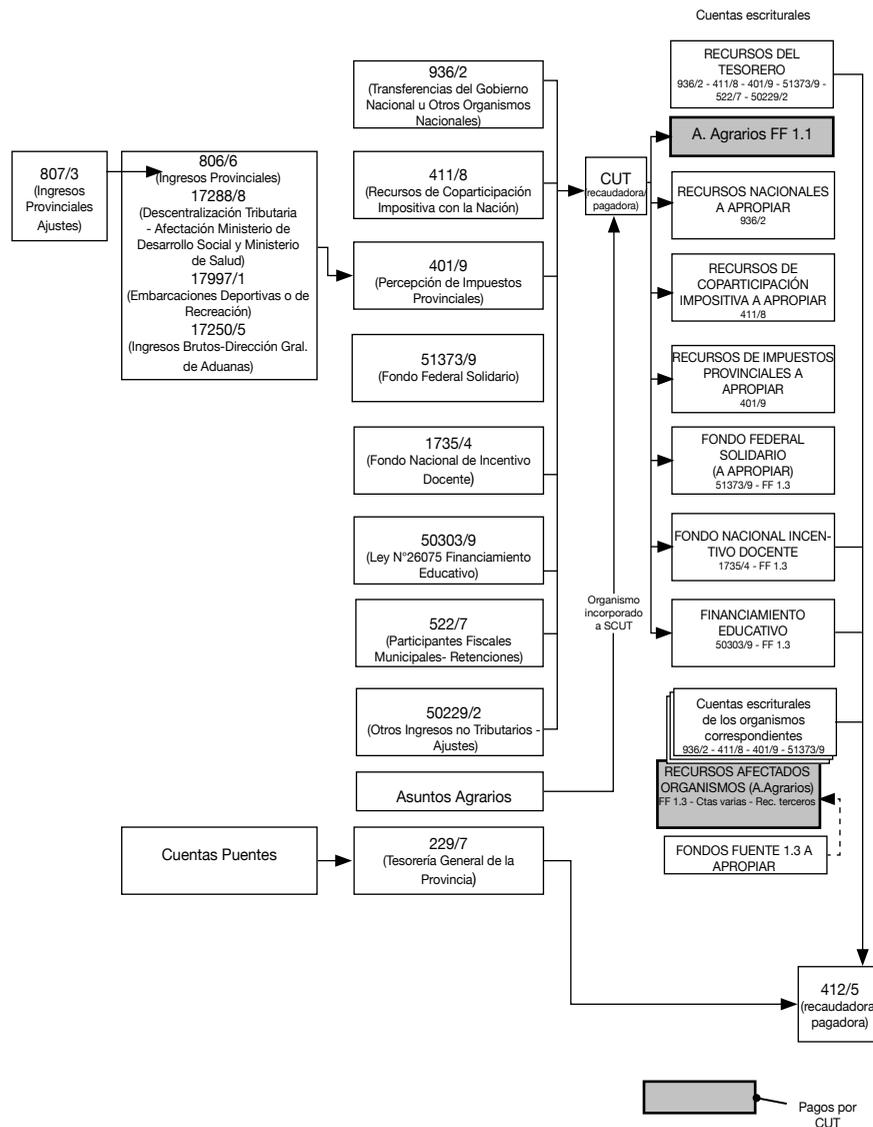 Cuentas escriturales
807/3
(Ingresos
Provinciales
Ajustes)
806/6
(Ingresos Provinciales)
17288/8
(Descentralización Tributaria
- Afectación Ministerio de
Desarrollo Social y Ministerio
de Salud)
17997/1
(Embarcaciones Deportivas o de
Recreación)
17250/5
(Ingresos Brutos-Dirección Gral.
de Aduanas)
936/2
(Transferencias del Gobierno
Nacional u Otros Organismos
Nacionales)
411/8
(Recursos de Coparticipación
Impositiva con la Nación)
401/9
(Percepción de Impuestos
Provinciales)
51373/9
(Fondo Federal Solidario)
1735/4
(Fondo Nacional de Incentivo
Docente)
50303/9
(Ley N°26075 Financiamiento
Educativo)
522/7
(Participantes Fiscales
Municipales- Retenciones)
50229/2
(Otros Ingresos no Tributarios -
Ajustes)
Asuntos Agrarios
Cuentas Puentes
229/7
(Tesorería General de la
Provincia)
CUT
(recaudadora/
pagadora)
Organismo
incorporado
a SCUT
RECURSOS DEL
TESORERO
936/2 - 411/8 - 401/9 - 51373/9 -
522/7 - 50229/2
A. Agrarios FF 1.1
RECURSOS NACIONALES
A APROPIAR
936/2
RECURSOS DE
COPARTICIPACIÓN
IMPOSITIVA A APROPIAR
411/8
RECURSOS DE IMPUESTOS
PROVINCIALES A
APROPIAR
401/9
FONDO FEDERAL
SOLIDARIO
(A APROPIAR)
51373/9 - FF 1.3
FONDO NACIONAL INCEN-
TIVO DOCENTE
1735/4 - FF 1.3
FINANCIAMIENTO
EDUCATIVO
50303/9 - FF 1.3
Cuentas escriturales
de los organismos
correspondientes
936/2 - 411/8 - 401/9 - 51373/9
RECURSOS AFECTADOS
ORGANISMOS (A.Agrarios)
FF 1.3 - Ctas varias - Rec. terceros
FONDOS FUENTE 1.3 A
APROPIAR
412/5
(recaudadora
pagadora)
Pagos por
CUT